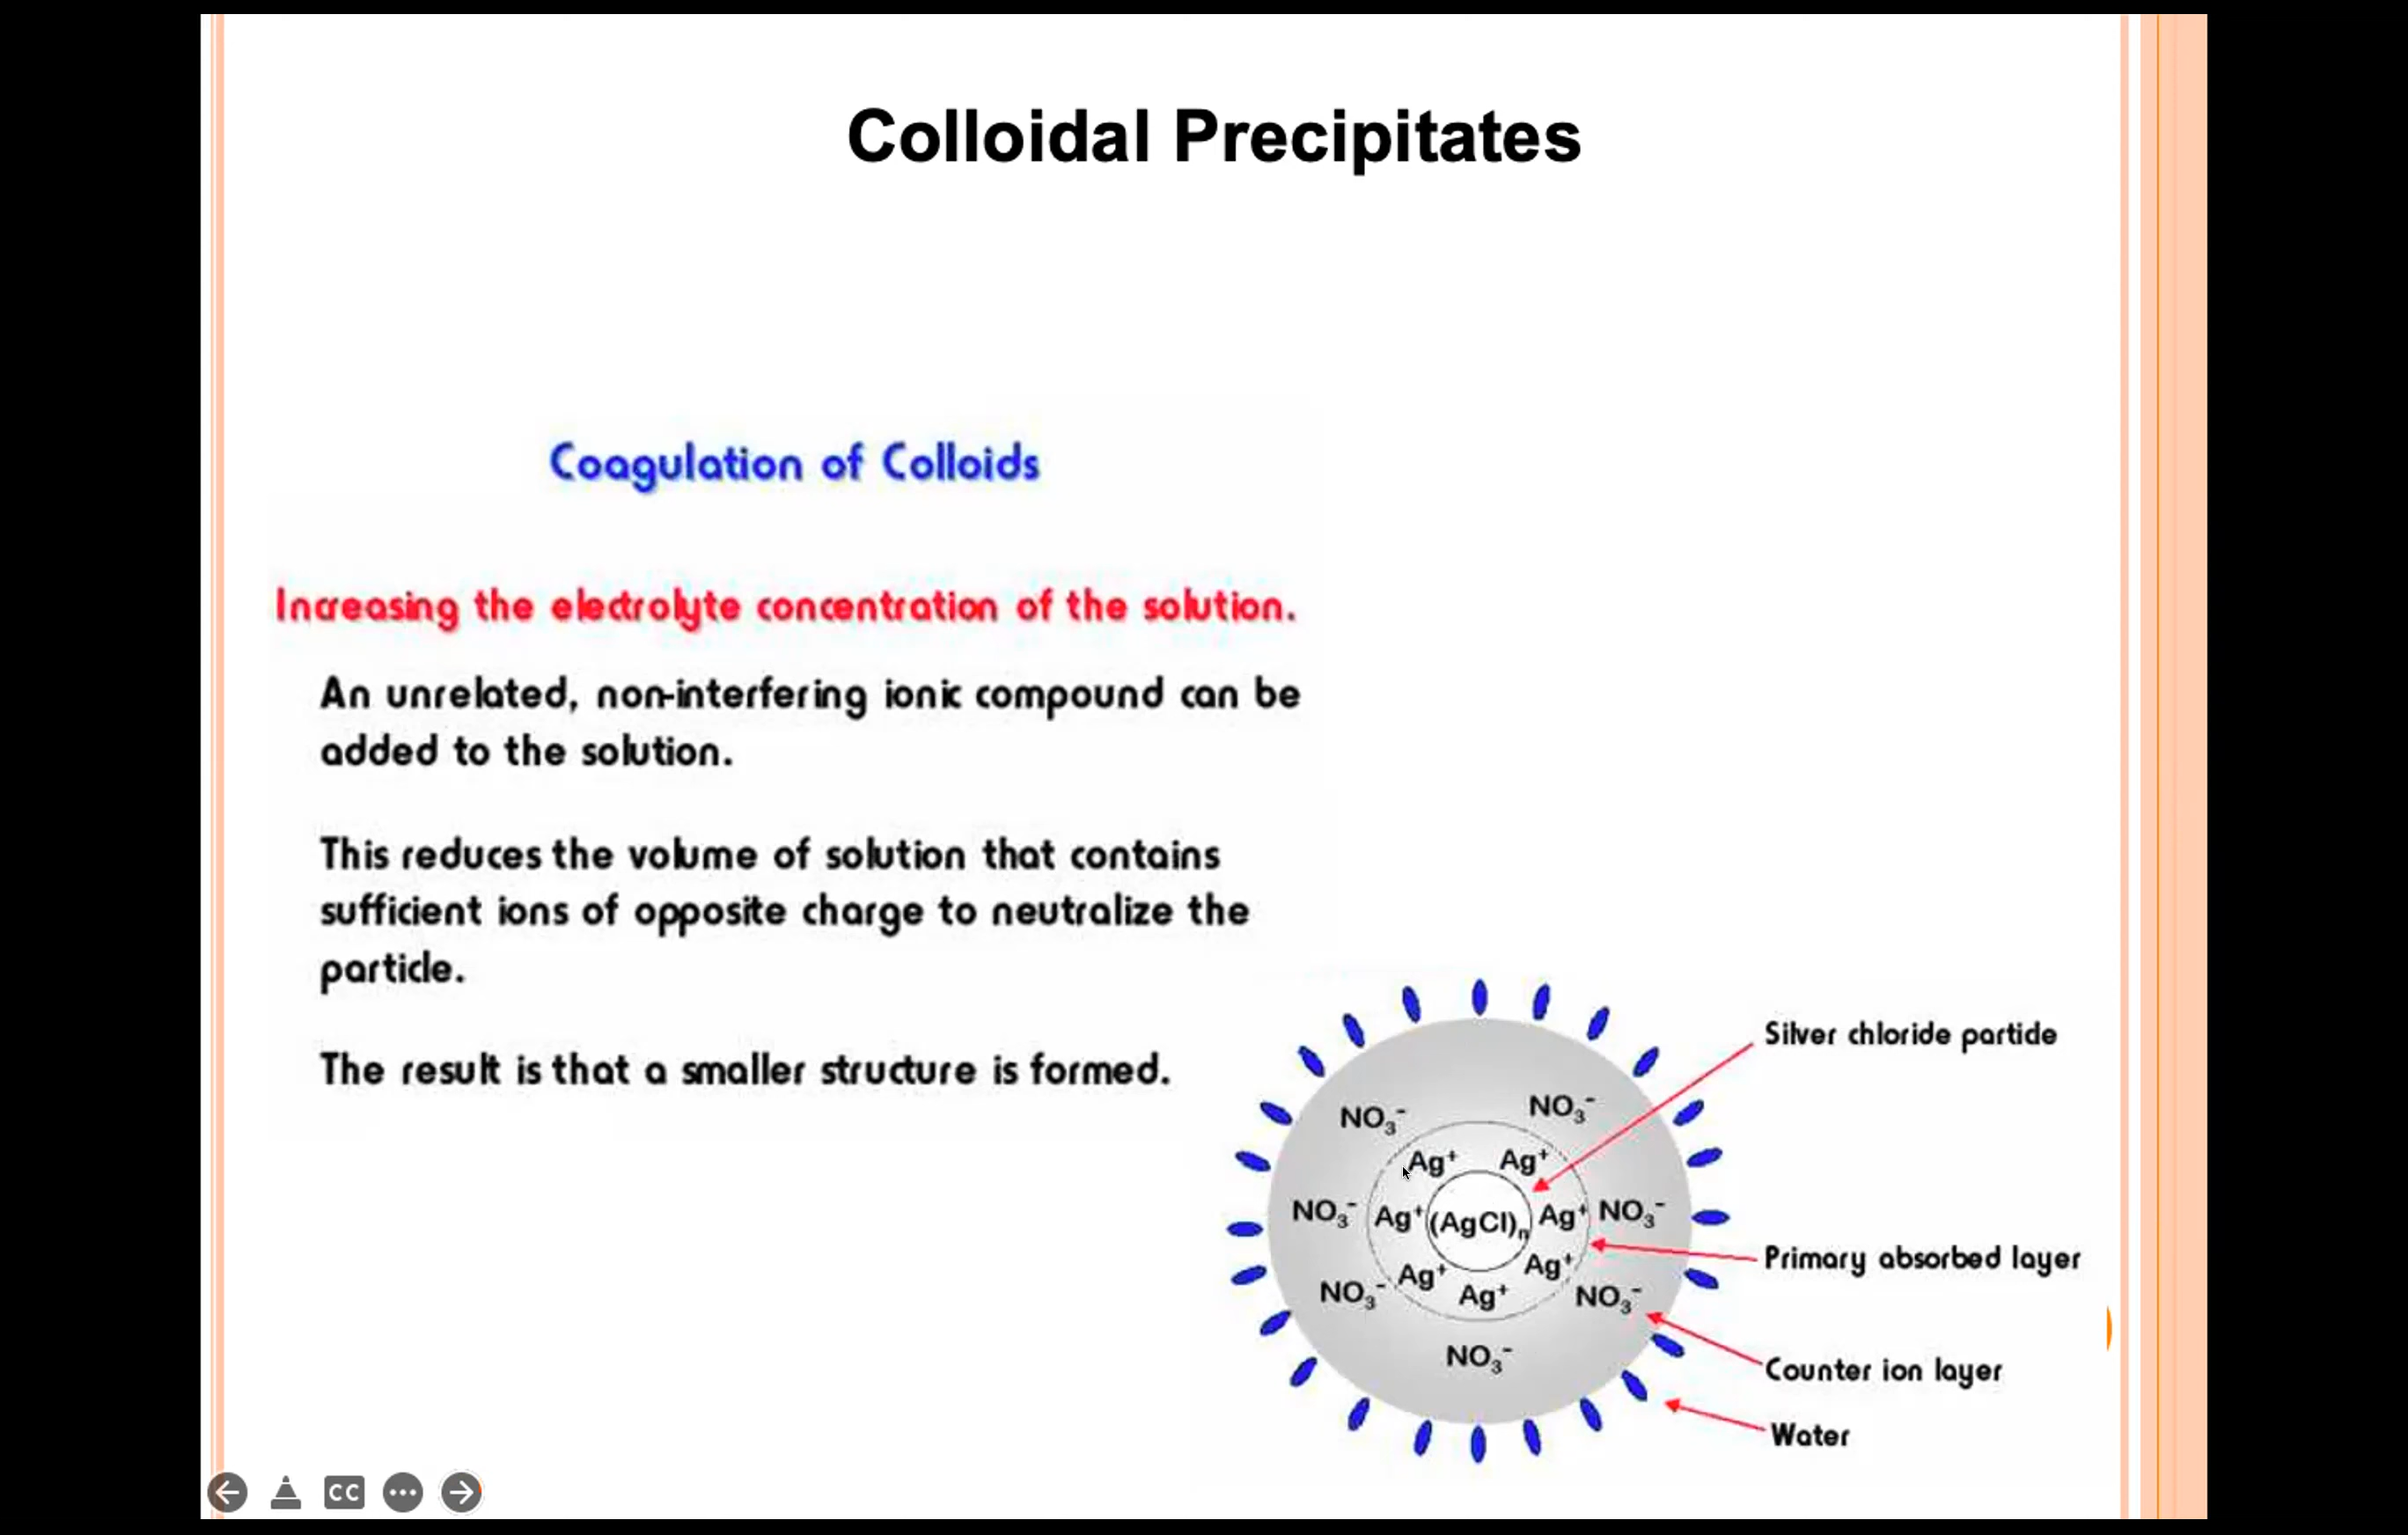 Colloidal Precipitates
Coagulation of Colloids
Increasing the electrolyte concentration of the solution.
An unrelated, non-interfering ionic compound can be
added to the solution.
This reduces the volume of solution that contains
sufficient ions of opposite charge to neutralize the
particle.
The result is that a smaller structure is formed.
Silver chloride particle
NO₃⁻ NO₃⁻
Ag⁺ Ag⁺
NO₃⁻ Ag⁺ (AgCl)ₙ Ag⁺ NO₃⁻
Primary absorbed layer
Ag⁺ Ag⁺
NO₃⁻ Ag⁺ NO₃⁻
NO₃⁻
Counter ion layer
Water
CC